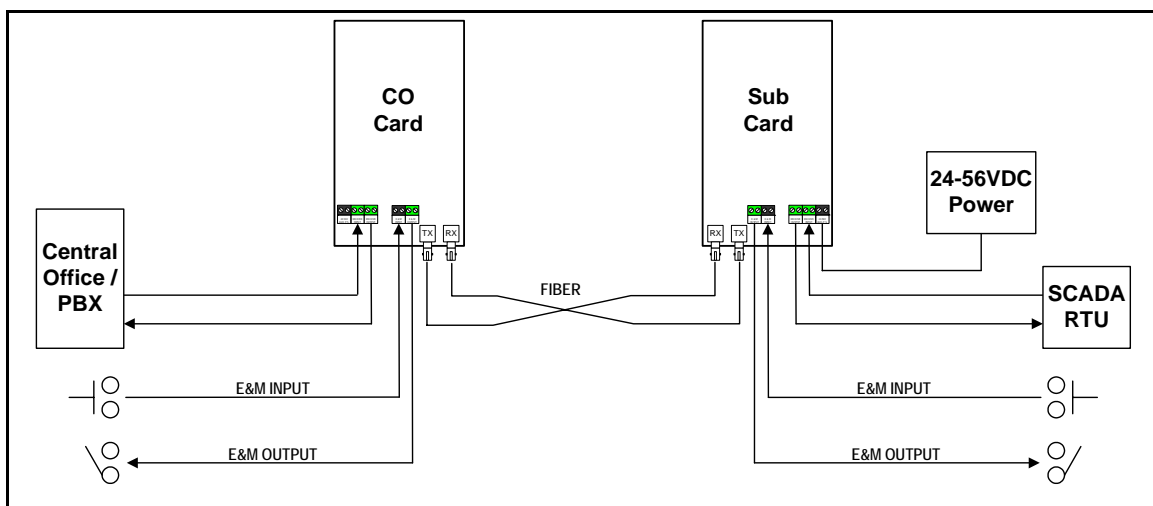 CO
Card
Sub
Card
24-56VDC
Power
Central
Office /
PBX
TX
RX
RX
TX
FIBER
SCADA
RTU
E&M INPUT
E&M INPUT
E&M OUTPUT
E&M OUTPUT